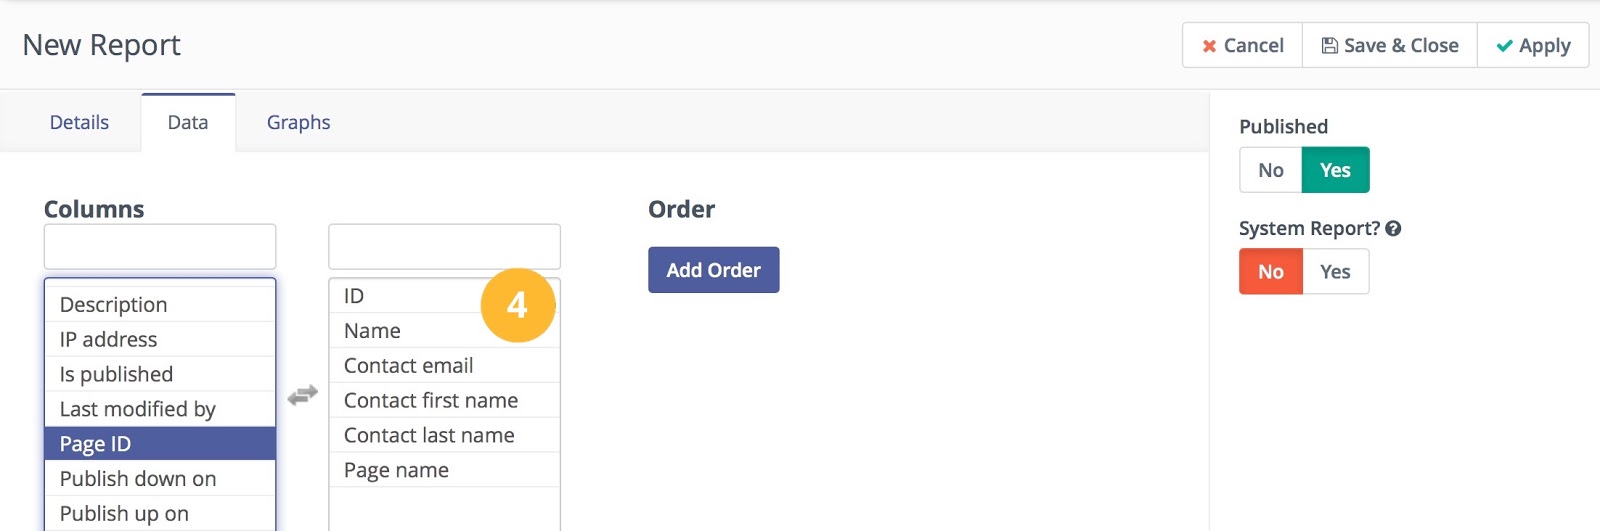 New Report
Cancel
Save & Close
Apply
Details
Data
Graphs
Published
No
Yes
System Report?
No
Yes
Columns
Description
IP address
Is published
Last modified by
Page ID
Publish down on
Publish up on
4
ID
Name
Contact email
Contact first name
Contact last name
Page name
Order
Add Order